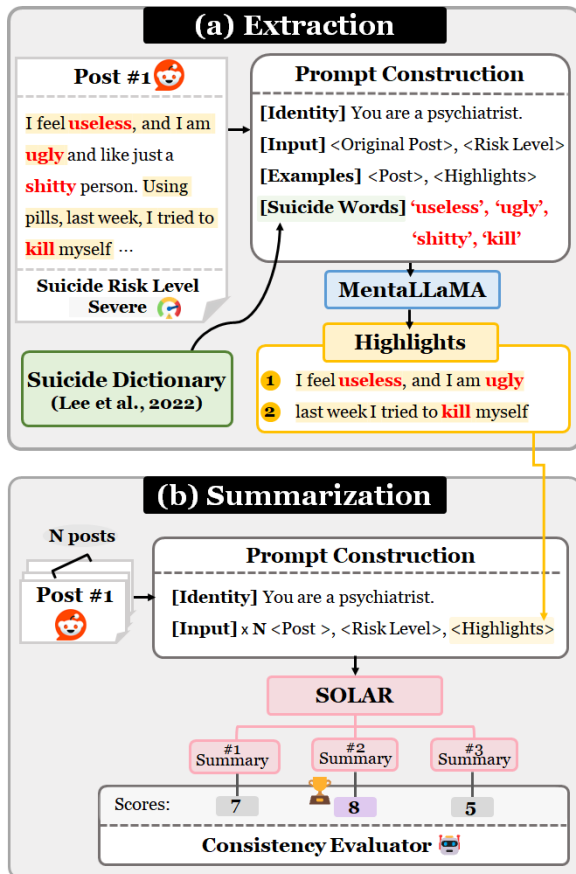 (a) Extraction
Post #1
I feel useless, and I am
ugly and like just a
shitty person. Using
pills, last week, I tried to
kill myself ···
Suicide Risk Level
Severe
Suicide Dictionary
(Lee et al., 2022)
Prompt Construction
[Identity] You are a psychiatrist.
[Input] <Original Post>, <Risk Level>
[Examples] <Post>, <Highlights>
[Suicide Words] ‘useless’, ‘ugly’,
‘shitty’, ‘kill’
MentaLLaMA
Highlights
1 I feel useless, and I am ugly
2 last week I tried to kill myself
(b) Summarization
N posts
Post #1
Prompt Construction
[Identity] You are a psychiatrist.
[Input] x N <Post >, <Risk Level>, <Highlights>
SOLAR
#1 Summary
#2 Summary
#3 Summary
Scores: 7 8 5
Consistency Evaluator